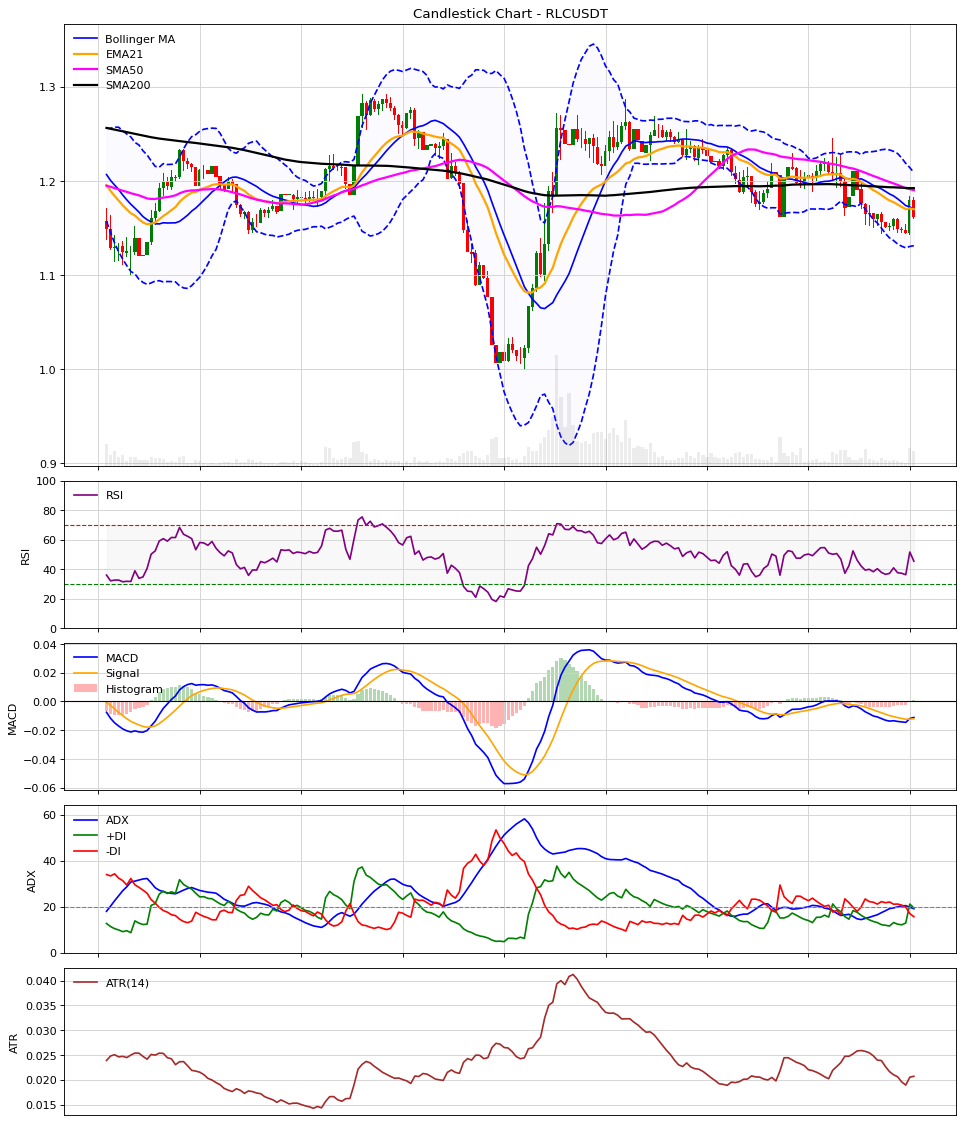 Candlestick Chart - RLCUSDT
Bollinger MA
EMA21
SMA50
SMA200
1.3
1.2
1.1
1.0
0.9
RSI
RSI
100
80
60
40
20
0
MACD
Signal
Histogram
MACD
0.04
0.02
0.00
−0.02
−0.04
−0.06
ADX
+DI
-DI
ADX
60
40
20
0
ATR(14)
ATR
0.040
0.035
0.030
0.025
0.020
0.015